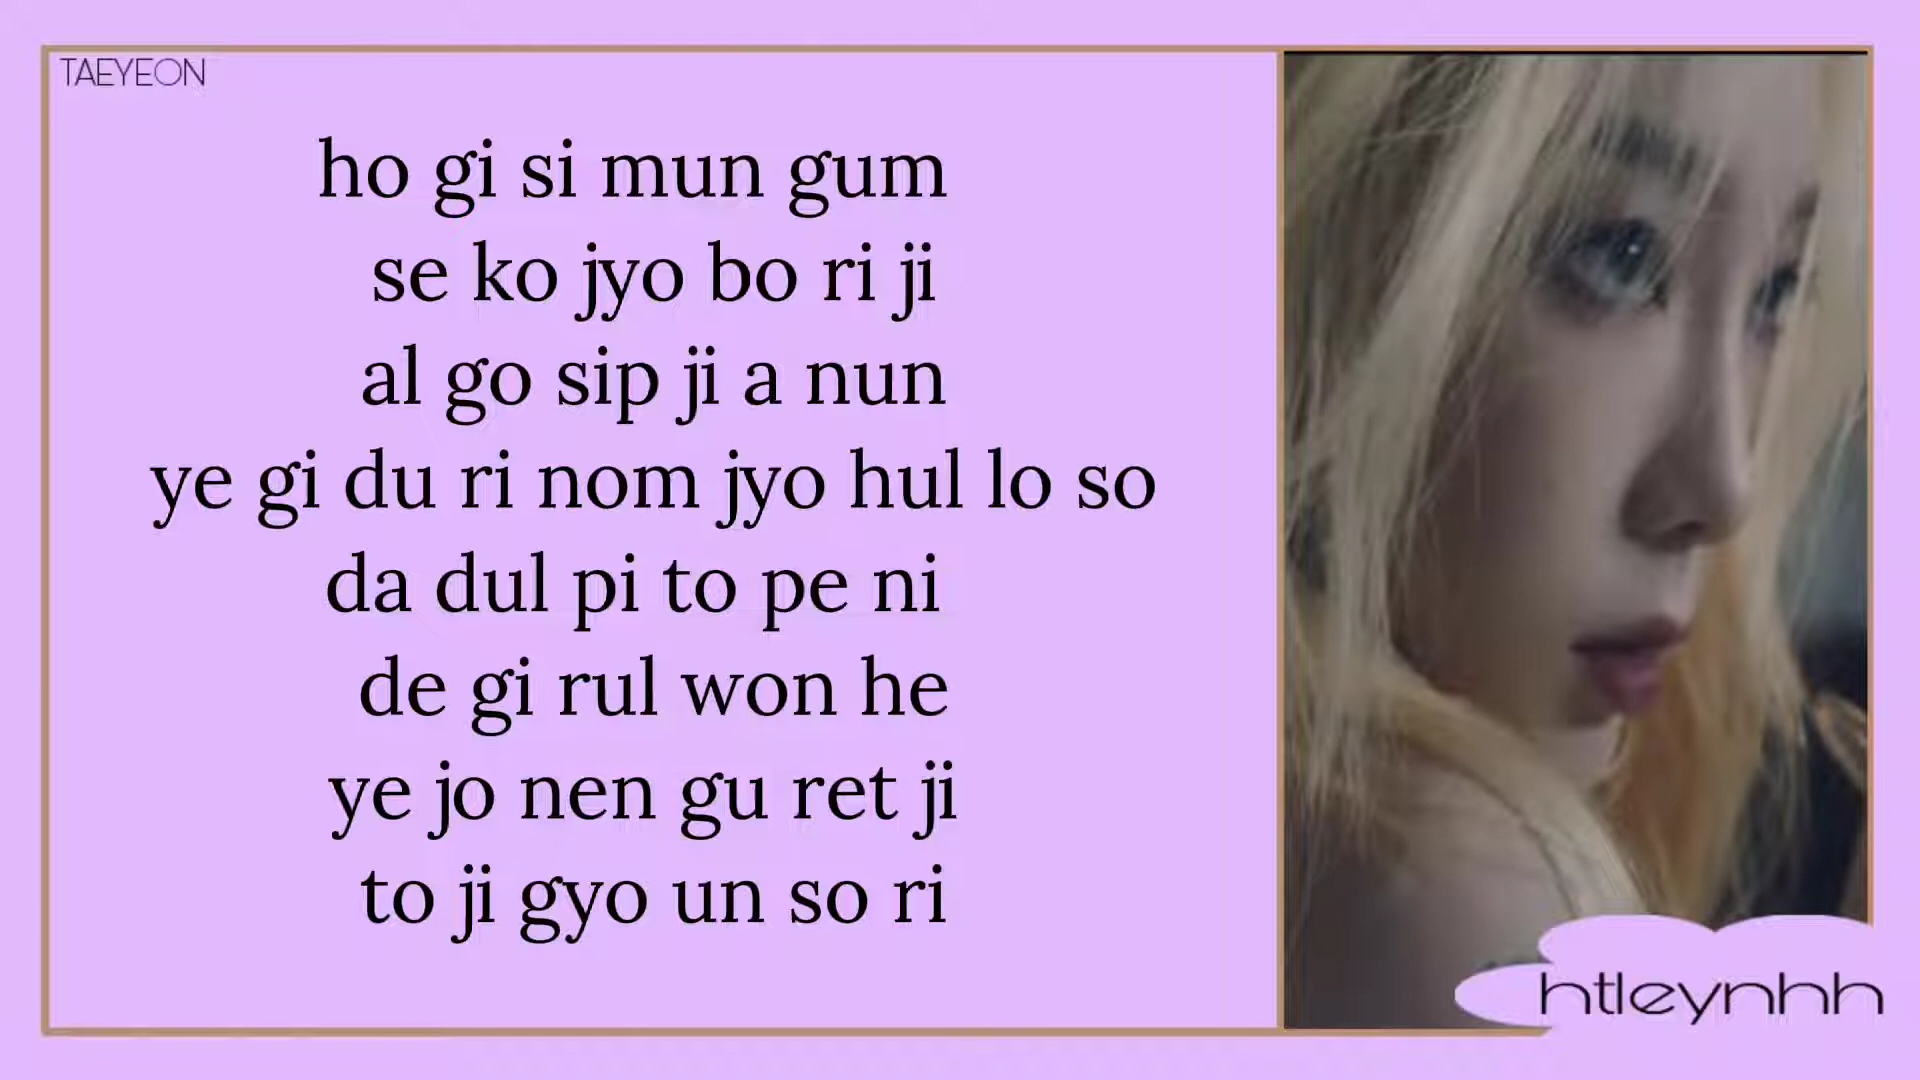 TAEYEON
ho gi si mun gum
se ko jyo bo ri ji
al go sip ji a nun
ye gi du ri nom jyo hul lo so
da dul pi to pe ni
de gi rul won he
ye jo nen gu ret ji
to ji gyo un so ri
htleynhh